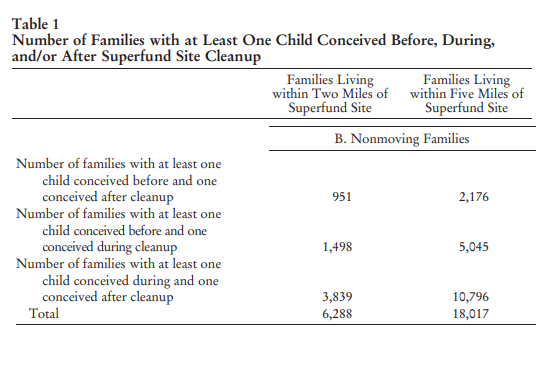 Table 1
Number of Families with at Least One Child Conceived Before, During,
and/or After Superfund Site Cleanup
Families Living within Two Miles of Superfund Site
Families Living within Five Miles of Superfund Site
B. Nonmoving Families
Number of families with at least one
child conceived before and one
conceived after cleanup 951 2,176
Number of families with at least one
child conceived before and one
conceived during cleanup 1,498 5,045
Number of families with at least one
child conceived during and one
conceived after cleanup 3,839 10,796
Total 6,288 18,017